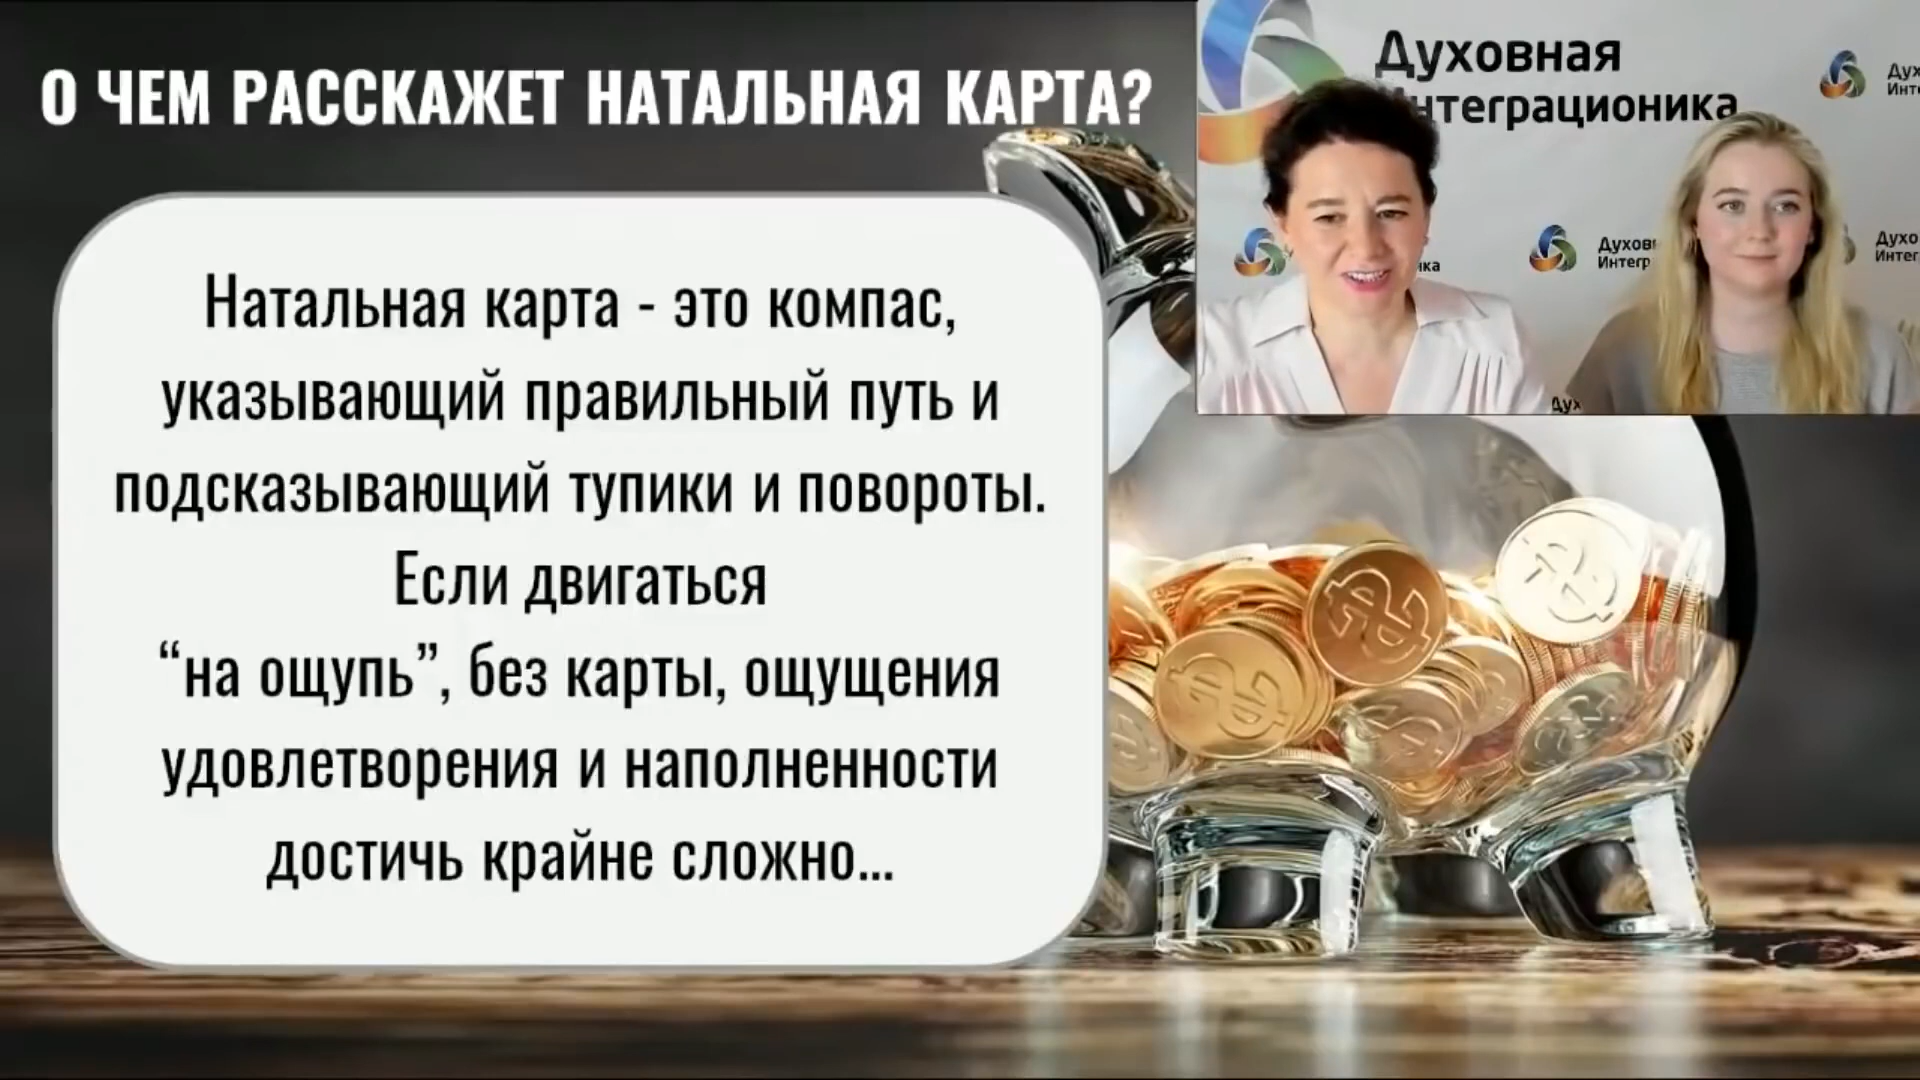 О ЧЕМ РАССКАЖЕТ НАТАЛЬНАЯ КАРТА?
Натальная карта - это компас,
указывающий правильный путь и
подсказывающий тупики и повороты.
Если двигаться
“на ощупь”, без карты, ощущения
удовлетворения и наполненности
достичь крайне сложно...
Духовная
Интеграционика